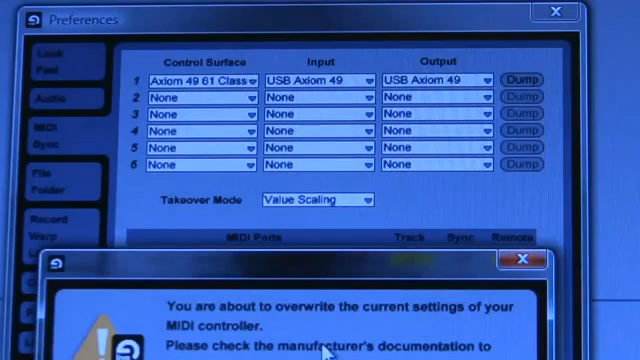 Preferences
Look
Feel
Audio
MIDI
Sync
File
Folder
Record
Warp
Control Surface Input Output
1 Axiom 49 61 Class USB Axiom 49 USB Axiom 49 Dump
2 None None None Dump
3 None None None Dump
4 None None None Dump
5 None None None Dump
6 None None None Dump
Takeover Mode Value Scaling
MIDI Ports Track Sync Remote
You are about to overwrite the current settings of your
MIDI controller.
Please check the manufacturer's documentation to